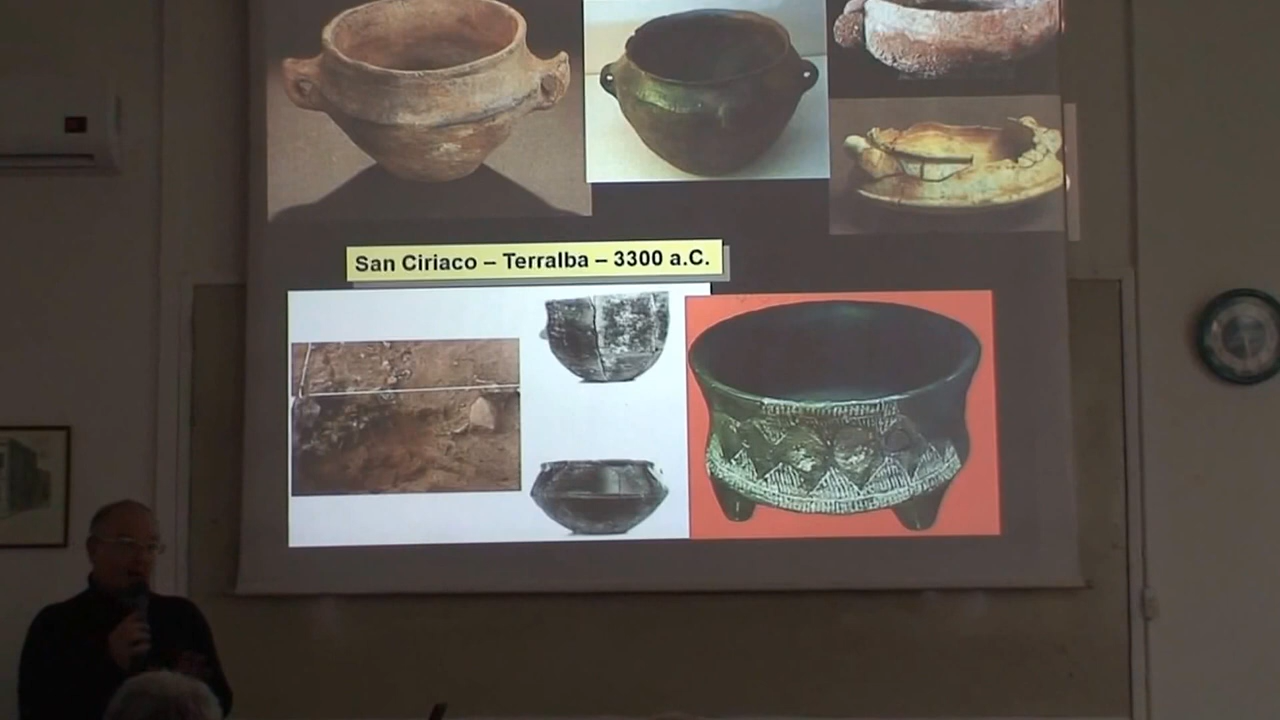 San Ciriaco – Terralba – 3300 a.C.